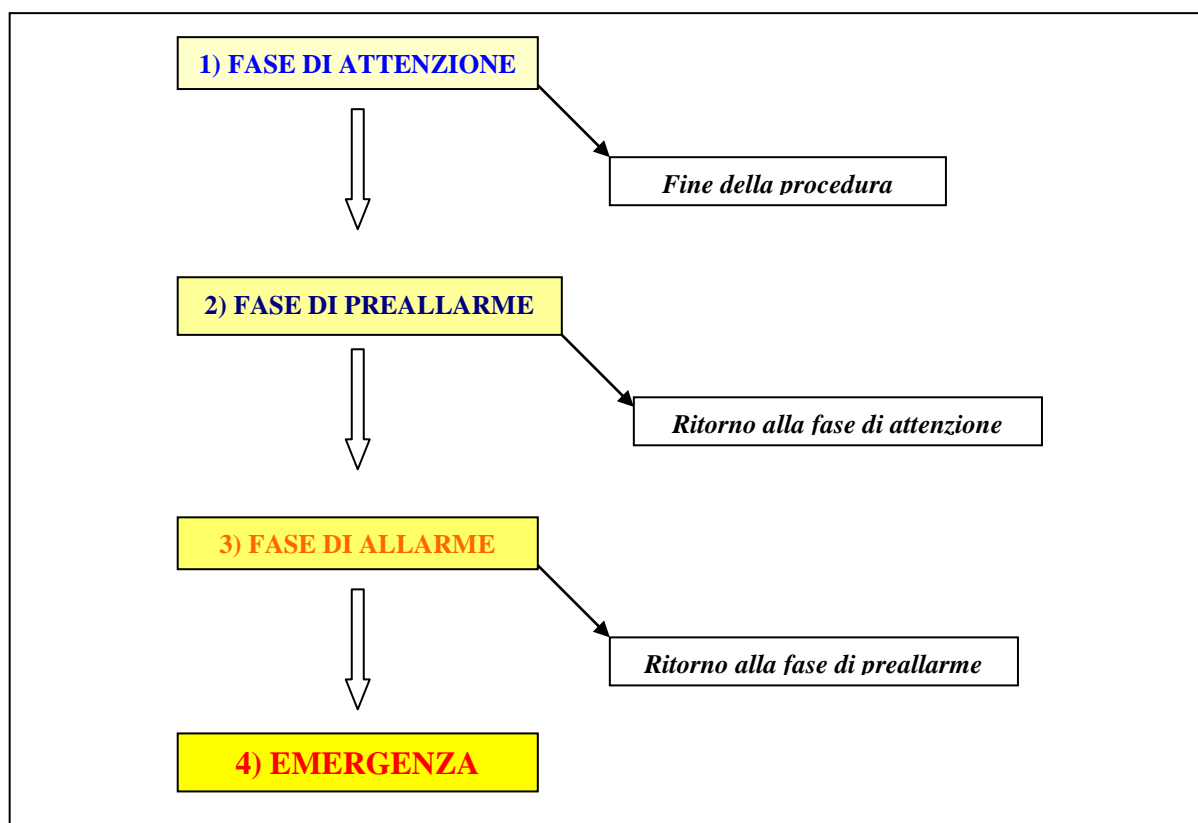 1) FASE DI ATTENZIONE
Fine della procedura
2) FASE DI PREALLARME
Ritorno alla fase di attenzione
3) FASE DI ALLARME
Ritorno alla fase di preallarme
4) EMERGENZA